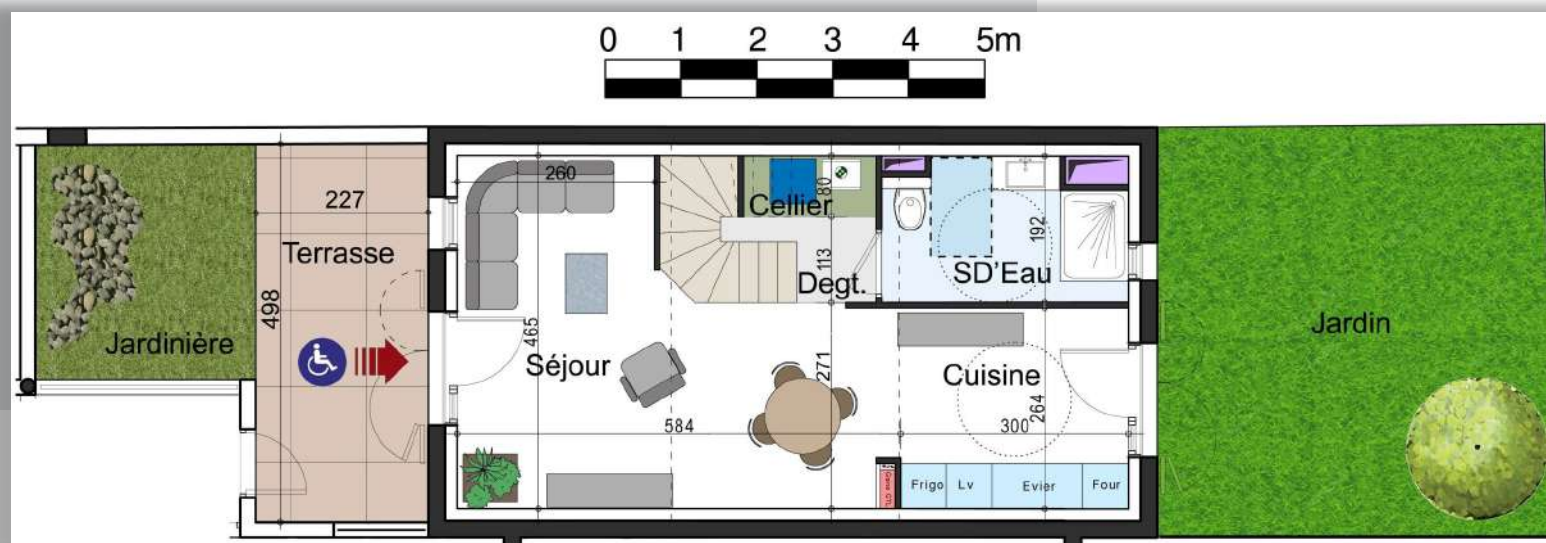 0 1 2 3 4 5m
227
Terrasse
498
Jardinière
260
465
Séjour
584
Cellier
80
113
Degt.
271
192
SD'Eau
Cuisine
264
300
Frigo Lv Evier Four
Jardin